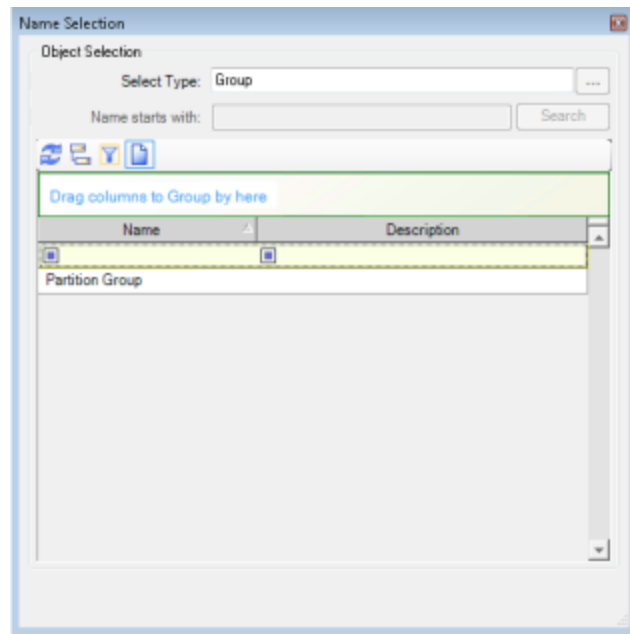 Name Selection
Object Selection
Select Type: Group ...
Name starts with: Search
Drag columns to Group by here
Name Description
Partition Group